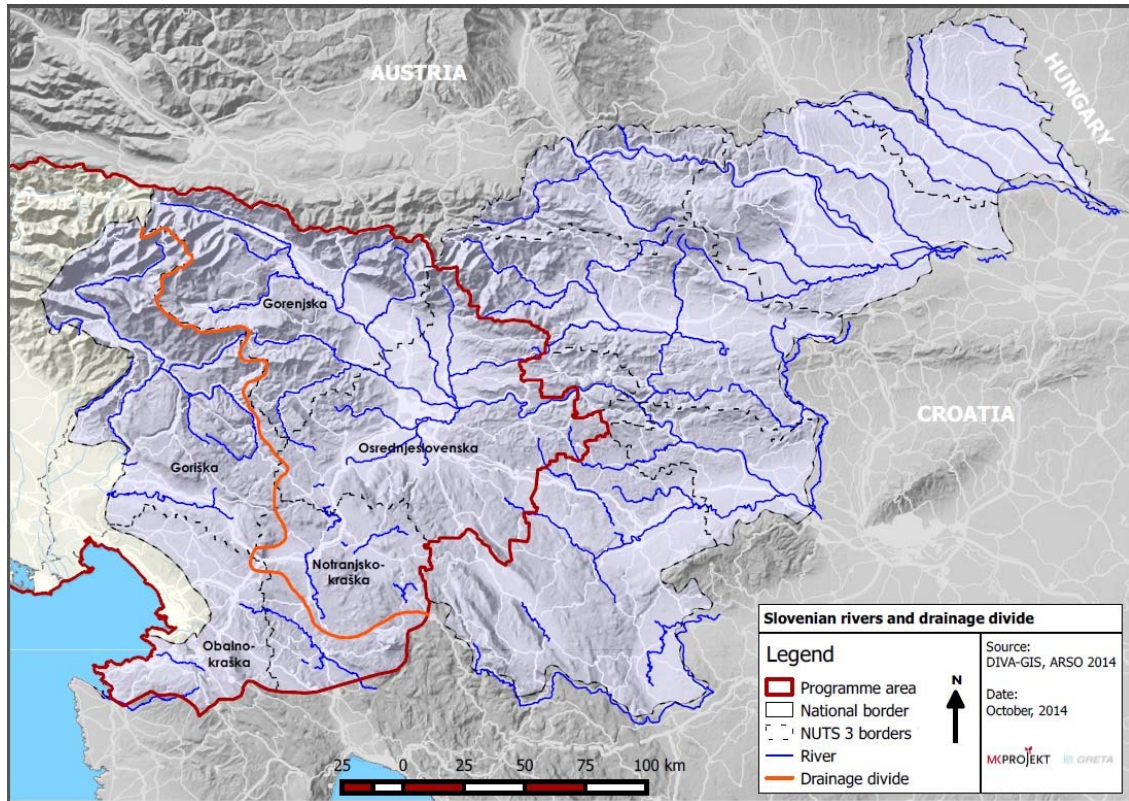 AUSTRIA
HUNGARY
Gorenjska
CROATIA
Osrednjeslovenska
Goriška
Notranjsko-
kraška
Obalno-
kraška
Slovenian rivers and drainage divide
Legend
Programme area
National border
NUTS 3 borders
River
Drainage divide
N
Source:
DIVA-GIS, ARSO 2014
Date:
October, 2014
MKPROJEKT
GRETA
25 0 25 50 75 100 km